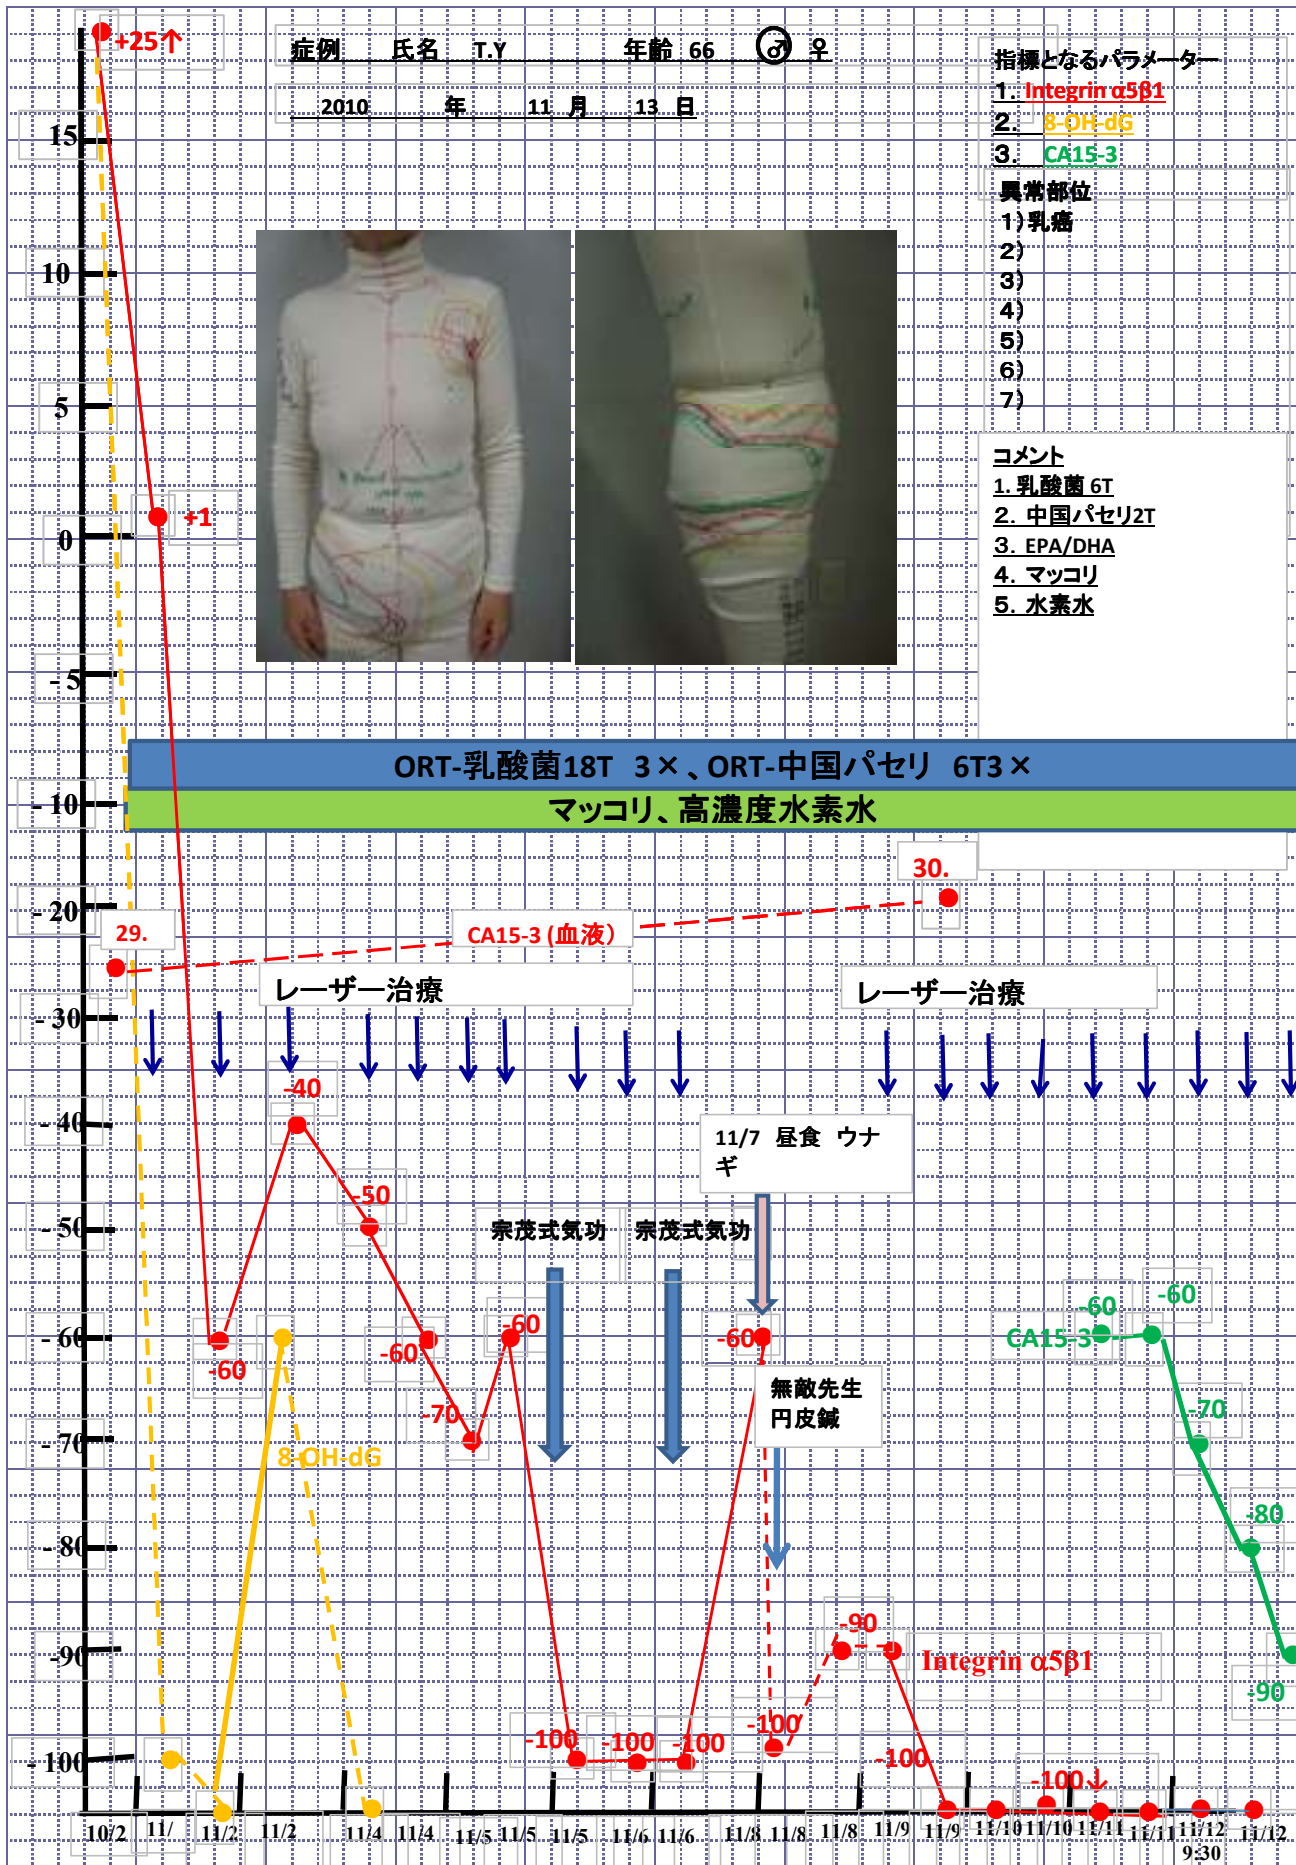 症例 氏名 T.Y 年齢 66 ♂ ♀
2010 年 11 月 13 日
指標となるパラメーター
1. Integrin α5β1
2. 8-OH-dG
3. CA15-3
異常部位
1)乳癌
2)
3)
4)
5)
6)
7)
コメント
1. 乳酸菌 6T
2. 中国パセリ2T
3. EPA/DHA
4. マッコリ
5. 水素水
+25↑
15
10
5
+1
0
- 5
ORT-乳酸菌18T 3×、ORT-中国パセリ 6T3×
- 10
マッコリ、高濃度水素水
30.
- 20
29.
CA15-3 (血液)
レーザー治療
レーザー治療
- 30
-40
- 40
11/7 昼食 ウナ
ギ
-50
- 50
宗茂式気功
宗茂式気功
- 60
-60
-60
-60
-60
CA15-3
-60
-60
無敵先生
円皮鍼
-70
-70
- 70
8-OH-dG
- 80
-80
-90
-90
Integrin α5β1
-90
- 100
-100
-100
-100
-100
-100
-100↓
10/2 11/ 11/2 11/2 11/4 11/4 11/5 11/5 11/5 11/6 11/6 11/8 11/8 11/8 11/9 11/9 11/10 11/10 11/11 11/11 11/12 11/12
9:30